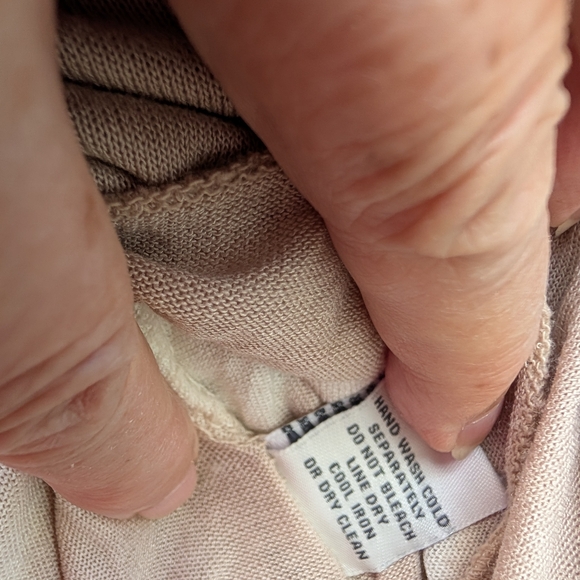 HAND WASH COLD
SEPARATELY
DO NOT BLEACH
LINE DRY
COOL IRON
OR DRY CLEAN